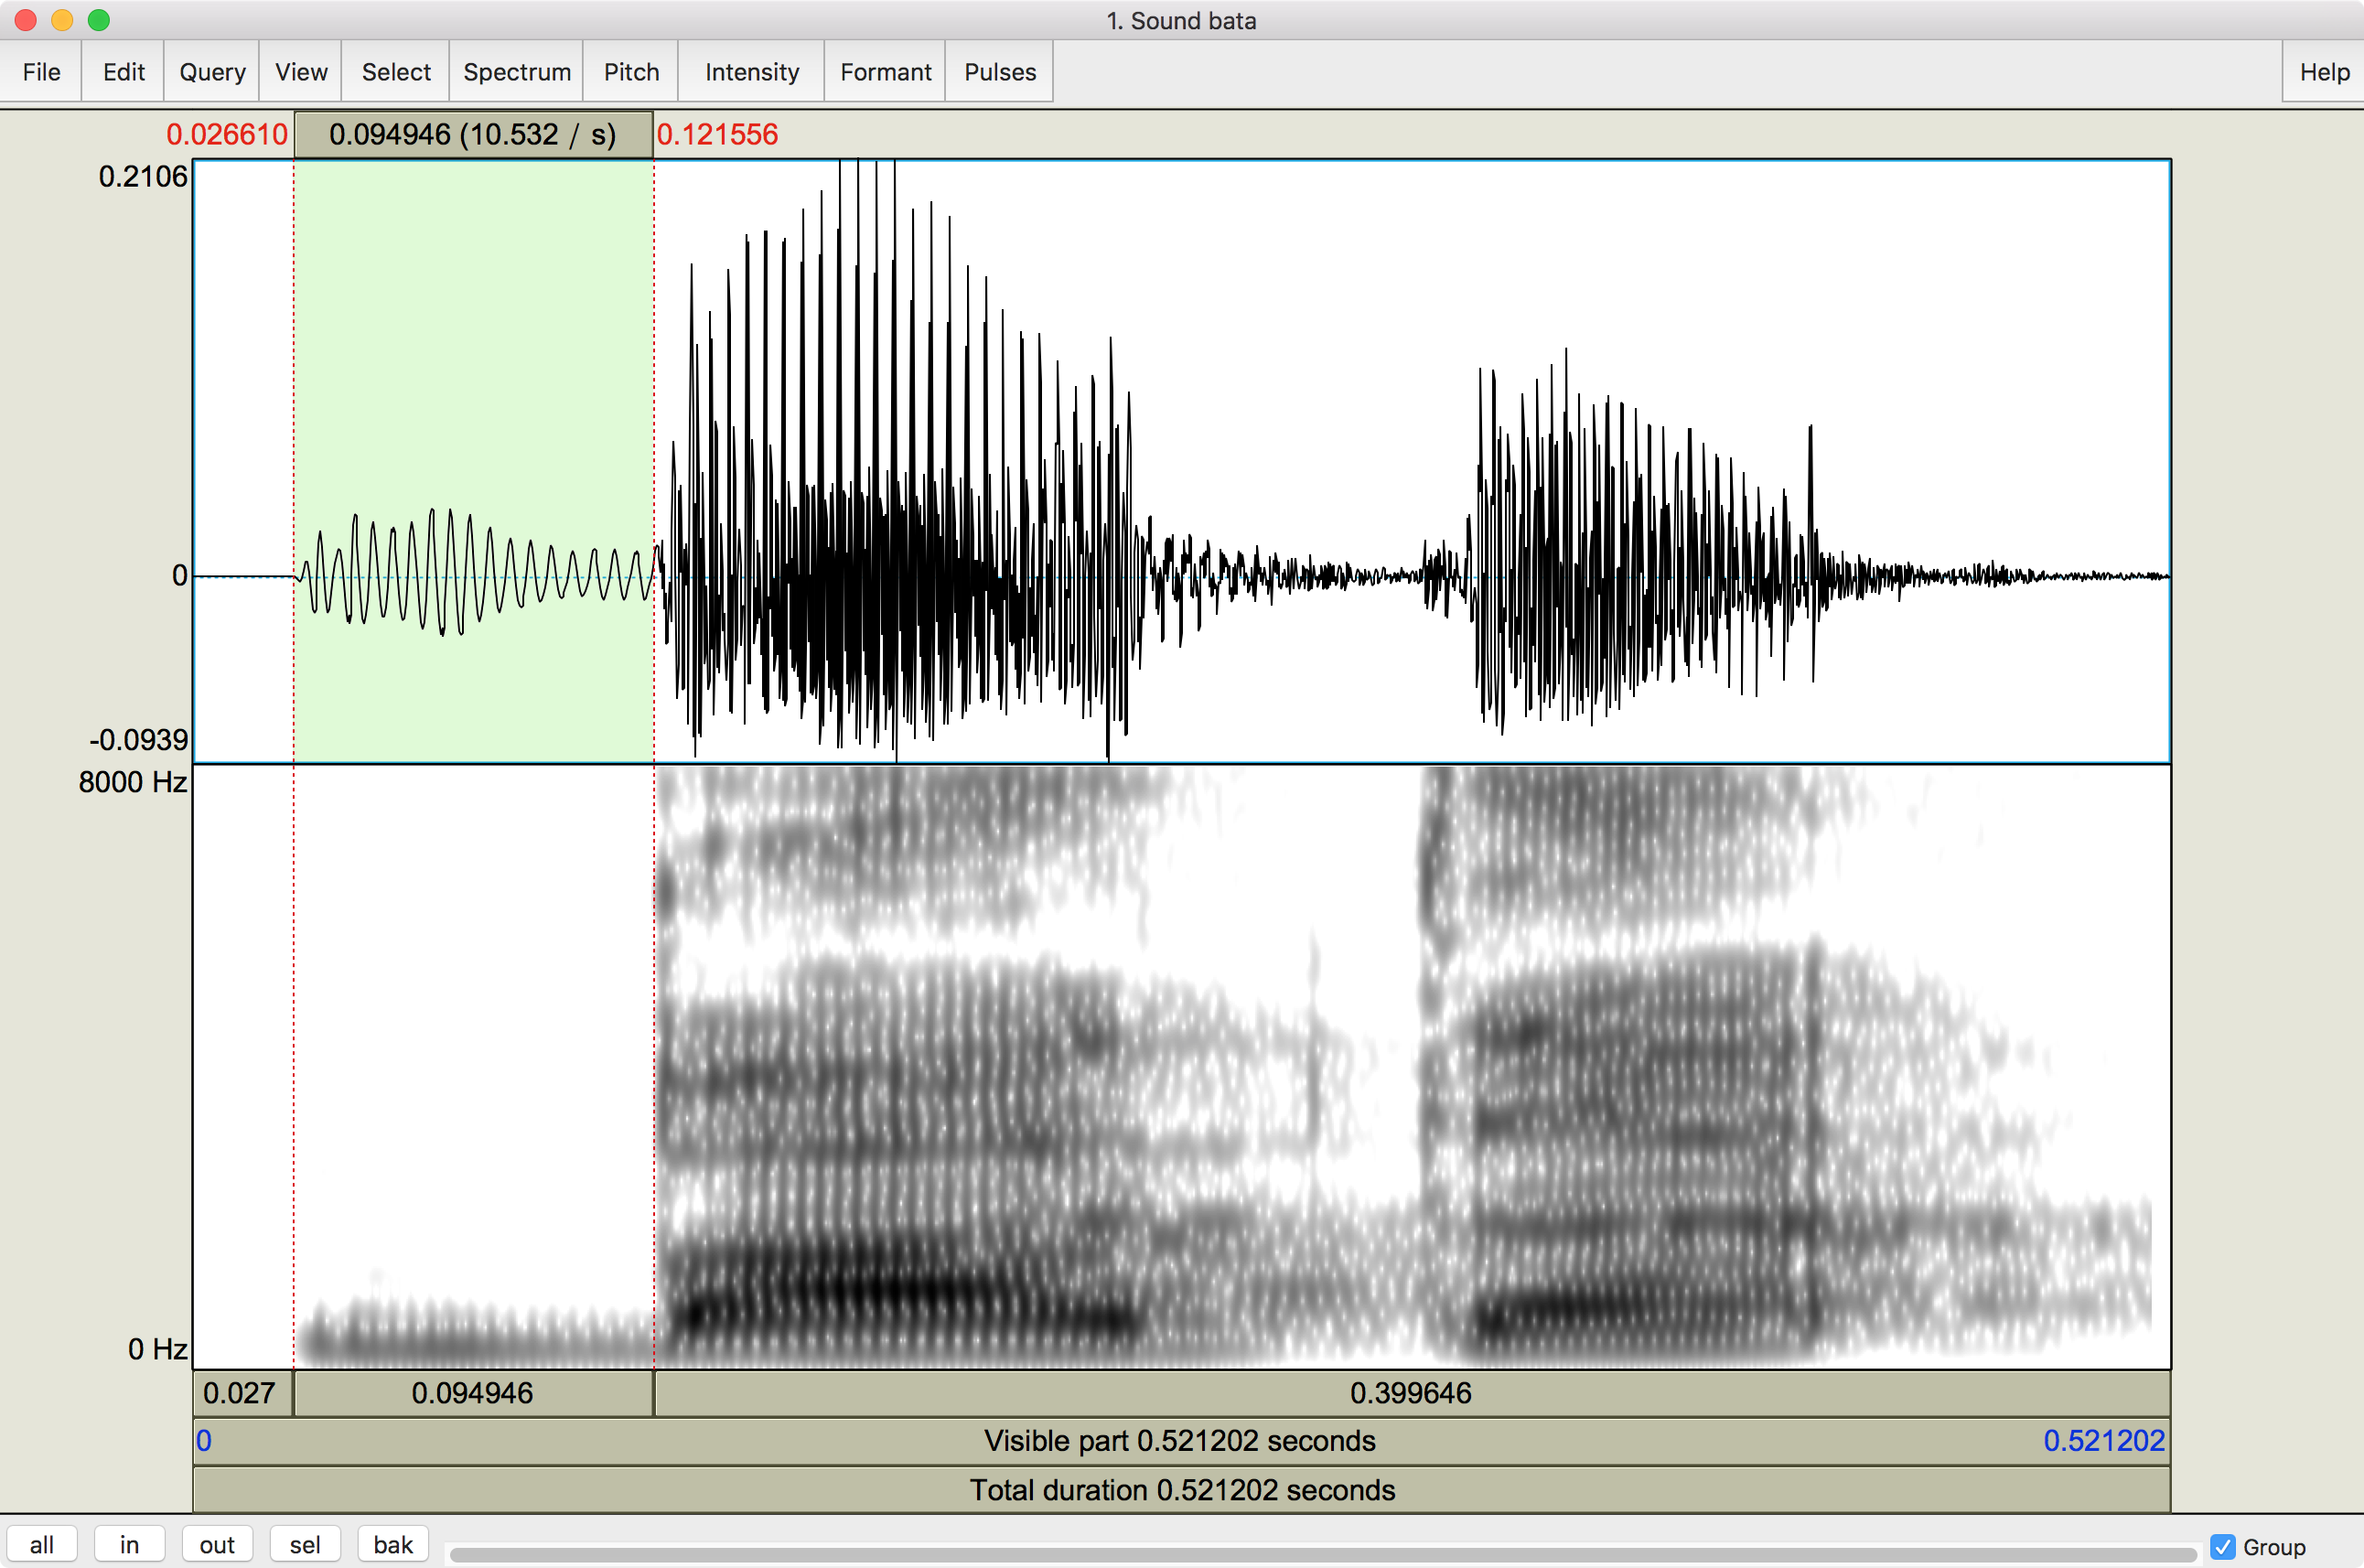 1. Sound bata
File Edit Query View Select Spectrum Pitch Intensity Formant Pulses Help
0.026610 0.094946 (10.532 / s) 0.121556
0.2106
0
-0.0939
8000 Hz
0 Hz
0.027 0.094946 0.399646
0 Visible part 0.521202 seconds 0.521202
Total duration 0.521202 seconds
all in out sel bak Group